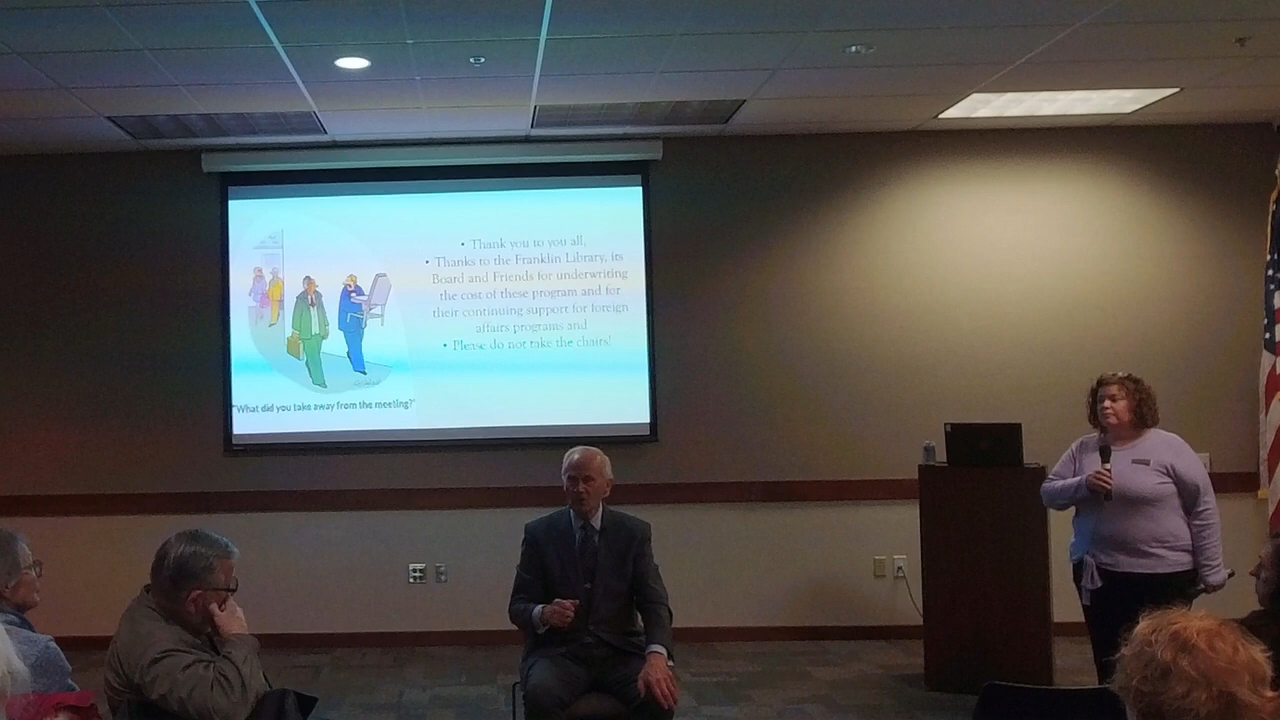 • Thank you to you all,
• Thanks to the Franklin Library, its
Board and Friends for underwriting
the cost of these program and for
their continuing support for foreign
affairs programs and
• Please do not take the chairs!
"What did you take away from the meeting?"